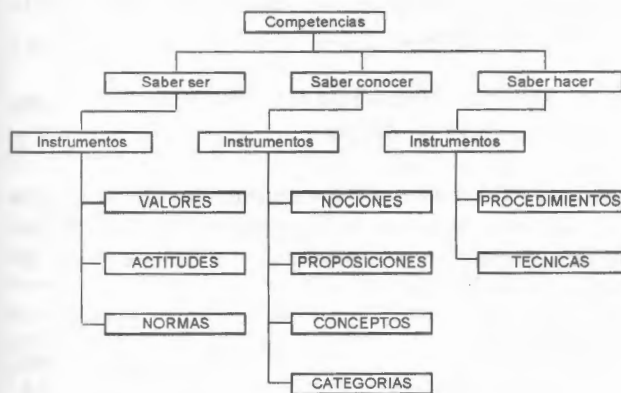 Competencias
Saber ser
Saber conocer
Saber hacer
Instrumentos
Instrumentos
Instrumentos
VALORES
NOCIONES
PROCEDIMIENTOS
ACTITUDES
PROPOSICIONES
TECNICAS
NORMAS
CONCEPTOS
CATEGORIAS